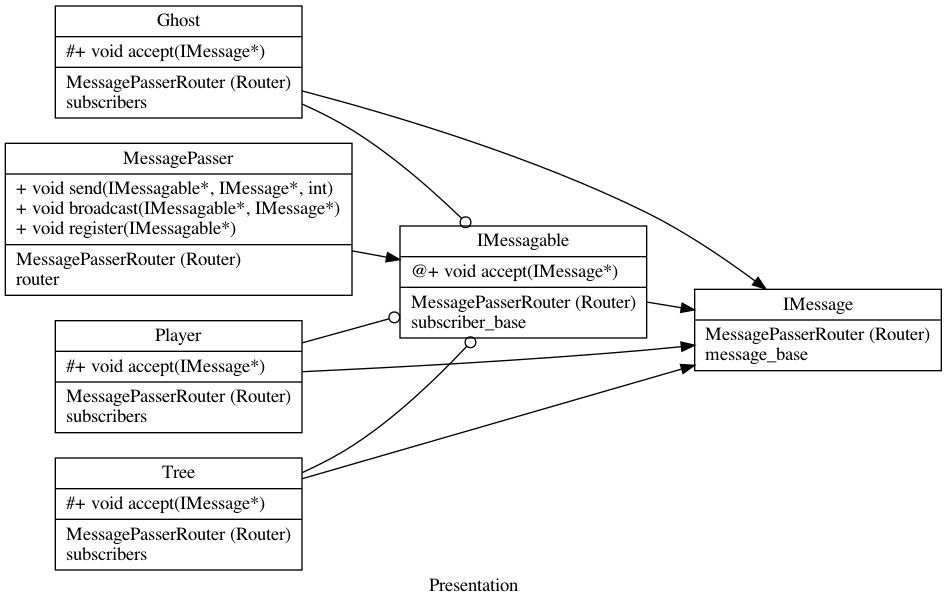 Ghost
#+ void accept(IMessage*)
MessagePasserRouter (Router)
subscribers
MessagePasser
+ void send(IMessagable*, IMessage*, int)
+ void broadcast(IMessagable*, IMessage*)
+ void register(IMessagable*)
MessagePasserRouter (Router)
router
IMessagable
@+ void accept(IMessage*)
MessagePasserRouter (Router)
subscriber_base
IMessage
MessagePasserRouter (Router)
message_base
Player
#+ void accept(IMessage*)
MessagePasserRouter (Router)
subscribers
Tree
#+ void accept(IMessage*)
MessagePasserRouter (Router)
subscribers
Presentation